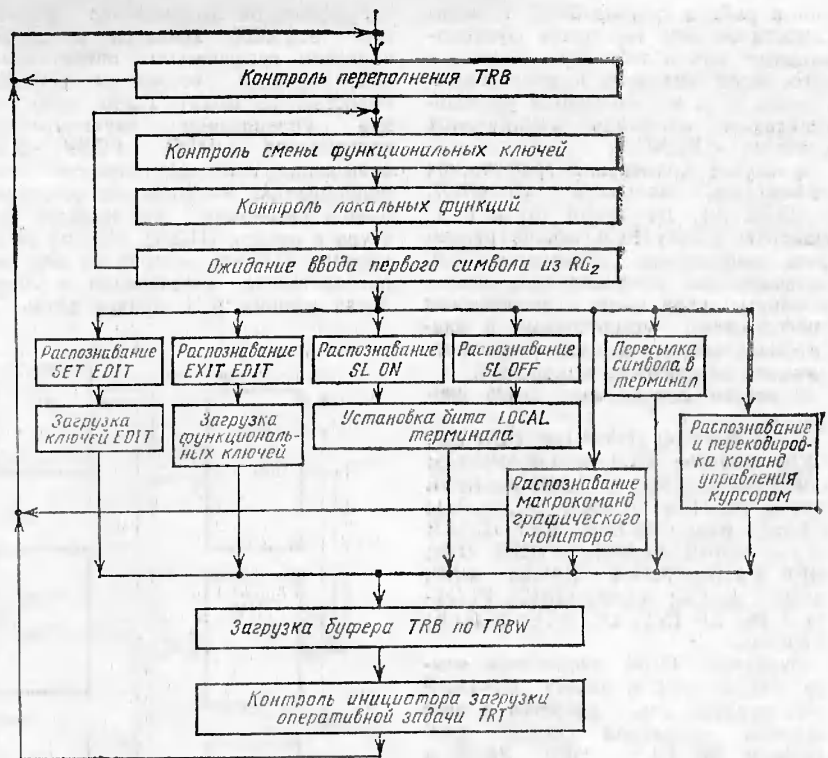 Контроль переполнения TRB
Контроль смены функциональных ключей
Контроль локальных функций
Ожидание ввода первого символа из RG₂
Распознавание
SET EDIT
Распознавание
EXIT EDIT
Распознавание
SL ON
Распознавание
SL OFF
Пересылка
символа в
терминал
Загрузка
ключей EDIT
Загрузка
функциональ-
ных ключей
Установка бита LOCAL
терминала
Распознавание
и перекодиров-
ка команд
управления
курсором
Распознавание
макрокоманд
графического
монитора
Загрузка буфера TRB по TRBW
Контроль инициатора загрузки
оперативной задачи TRT